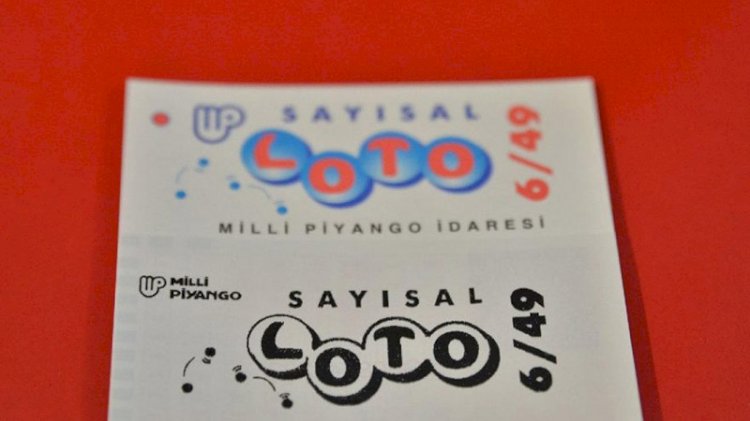 SAYISAL
LOTO
6/49
MİLLİ PİYANGO İDARESİ
MİLLİ
PİYANGO
SAYISAL
LOTO
6/49